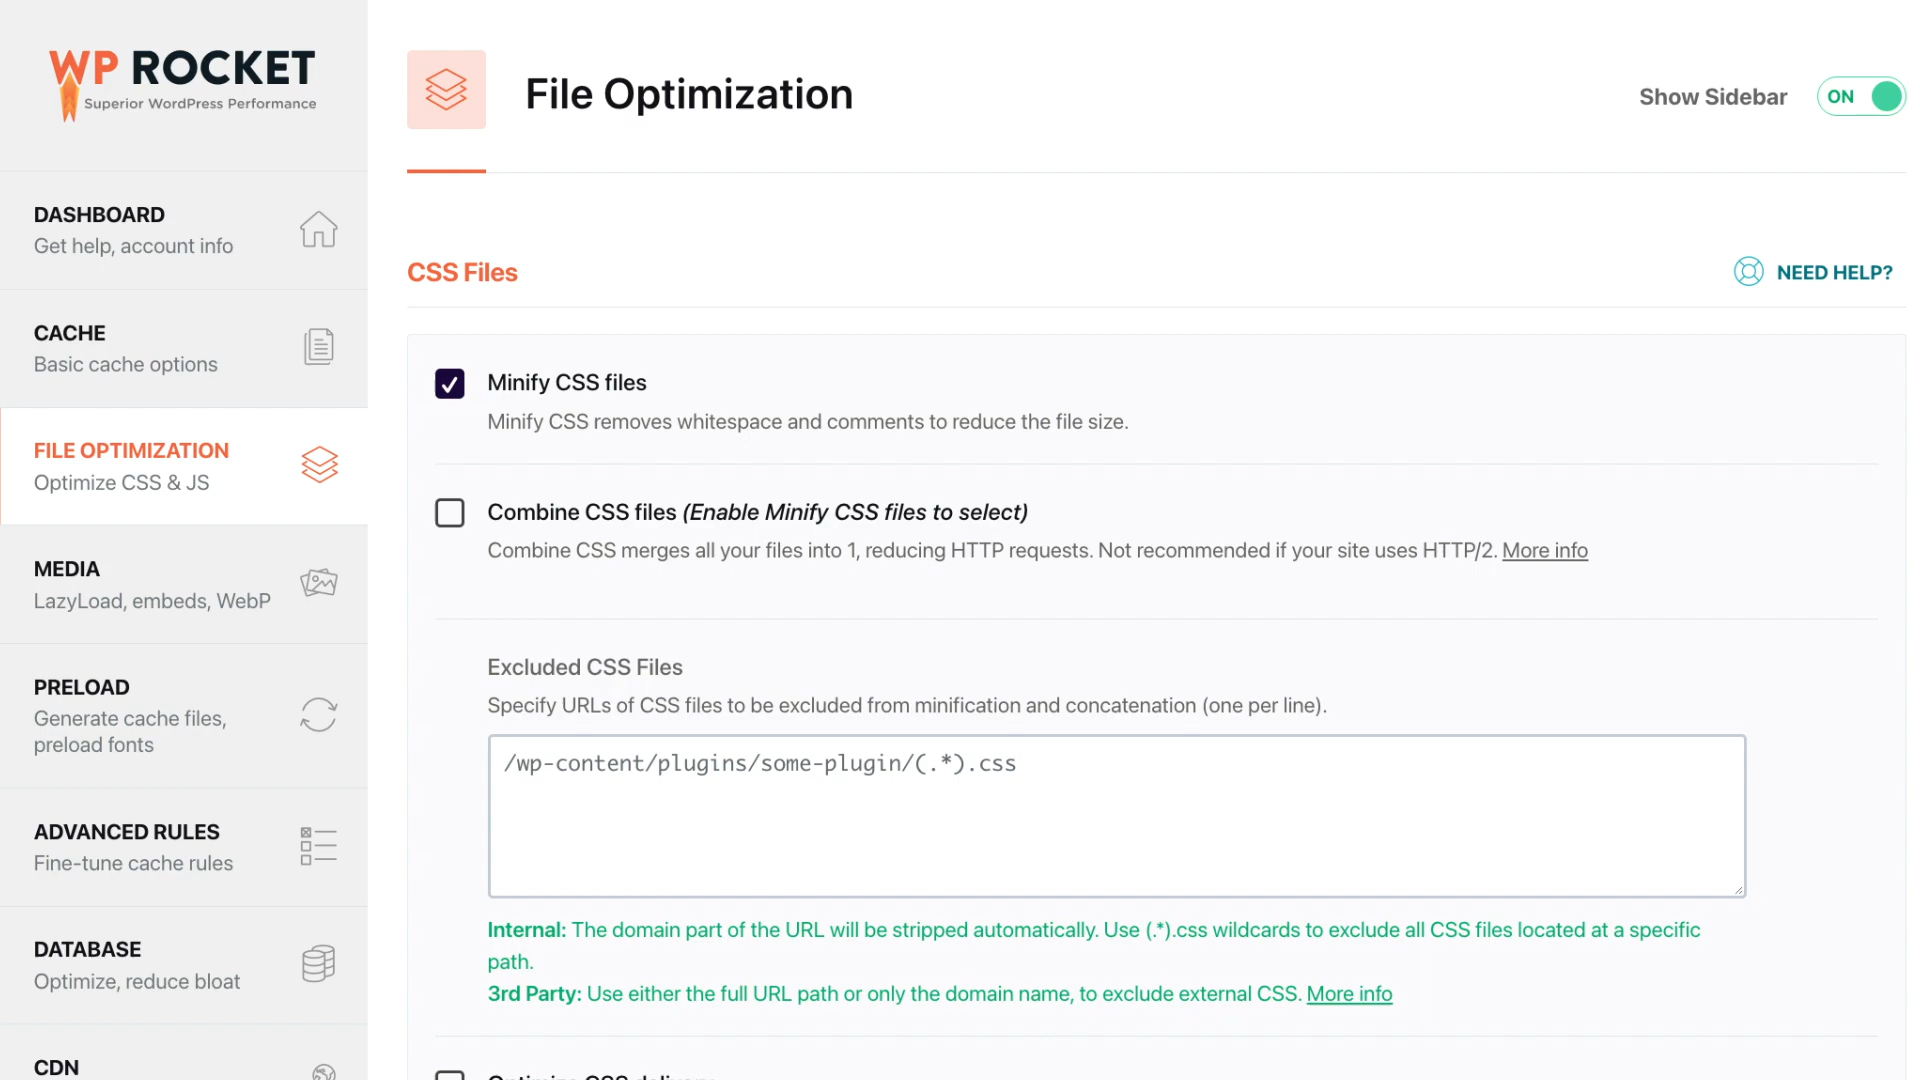 WP ROCKET
Superior WordPress Performance
DASHBOARD
Get help, account info
CACHE
Basic cache options
FILE OPTIMIZATION
Optimize CSS & JS
MEDIA
LazyLoad, embeds, WebP
PRELOAD
Generate cache files,
preload fonts
ADVANCED RULES
Fine-tune cache rules
DATABASE
Optimize, reduce bloat
CDN
File Optimization
Show Sidebar
ON
CSS Files
NEED HELP?
Minify CSS files
Minify CSS removes whitespace and comments to reduce the file size.
Combine CSS files (Enable Minify CSS files to select)
Combine CSS merges all your files into 1, reducing HTTP requests. Not recommended if your site uses HTTP/2. More info
Excluded CSS Files
Specify URLs of CSS files to be excluded from minification and concatenation (one per line).
/wp-content/plugins/some-plugin/(.*).css
Internal: The domain part of the URL will be stripped automatically. Use (.*).css wildcards to exclude all CSS files located at a specific
path.
3rd Party: Use either the full URL path or only the domain name, to exclude external CSS. More info
Optimize CSS delivery